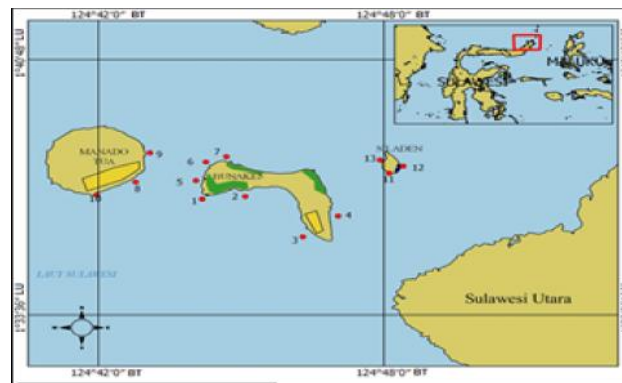 124°42'0" BT
124°48'0" BT
1°40'48" LU
SULAWESI
MALUKU
MANADO
TUA
9
8
10
6
7
5
BUNAKEN
1
2
3
4
SILADEN
13
12
11
LAUT SULAWESI
Sulawesi Utara
1°33'36" LU
124°42'0" BT
124°48'0" BT